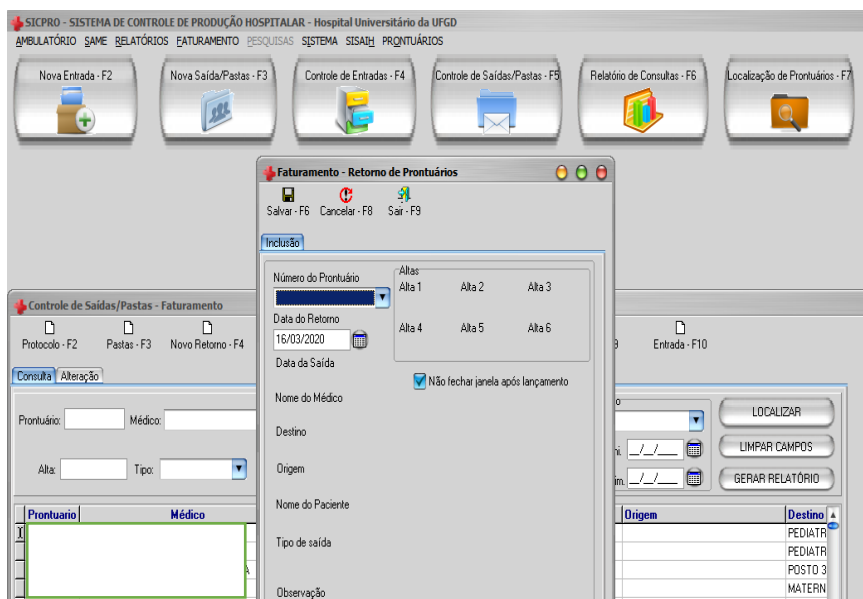 SICPRO - SISTEMA DE CONTROLE DE PRODUÇÃO HOSPITALAR - Hospital Universitário da UFGD
AMBULATÓRIO SAME RELATÓRIOS FATURAMENTO PESQUISAS SISTEMA SISAIH PRONTUÁRIOS
Nova Entrada - F2 Nova Saída/Pastas - F3 Controle de Entradas - F4 Controle de Saídas/Pastas - F5 Relatório de Consultas - F6 Localização de Prontuários - F7
Faturamento - Retorno de Prontuários
Salvar - F6 Cancelar - F8 Sair - F9
Inclusão
Número do Prontuário
Altas
Alta 1 Alta 2 Alta 3
Data do Retorno
16/03/2020
Alta 4 Alta 5 Alta 6
Data da Saída
Não fechar janela após lançamento
Nome do Médico
Destino
Origem
Nome do Paciente
Tipo de saída
Observação
Controle de Saídas/Pastas - Faturamento
Protocolo - F2 Pastas - F3 Novo Retorno - F4 Entrada - F10
Consulta Alteração
Prontuário: Médico: LOCALIZAR
__/__/___ LIMPAR CAMPOS
Alta: Tipo: __/__/___ GERAR RELATÓRIO
Prontuario Médico Origem Destino
PEDIATR
PEDIATR
POSTO 3
MATERN